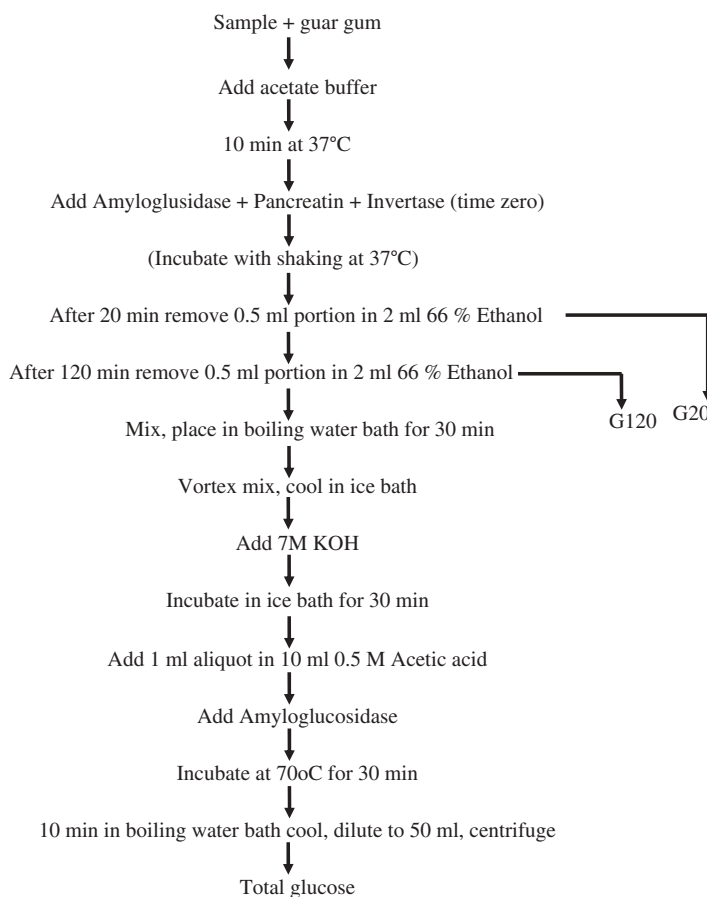 Sample + guar gum
Add acetate buffer
10 min at 37°C
Add Amyloglusidase + Pancreatin + Invertase (time zero)
(Incubate with shaking at 37°C)
After 20 min remove 0.5 ml portion in 2 ml 66 % Ethanol
After 120 min remove 0.5 ml portion in 2 ml 66 % Ethanol
G120
G20
Mix, place in boiling water bath for 30 min
Vortex mix, cool in ice bath
Add 7M KOH
Incubate in ice bath for 30 min
Add 1 ml aliquot in 10 ml 0.5 M Acetic acid
Add Amyloglucosidase
Incubate at 70oC for 30 min
10 min in boiling water bath cool, dilute to 50 ml, centrifuge
Total glucose